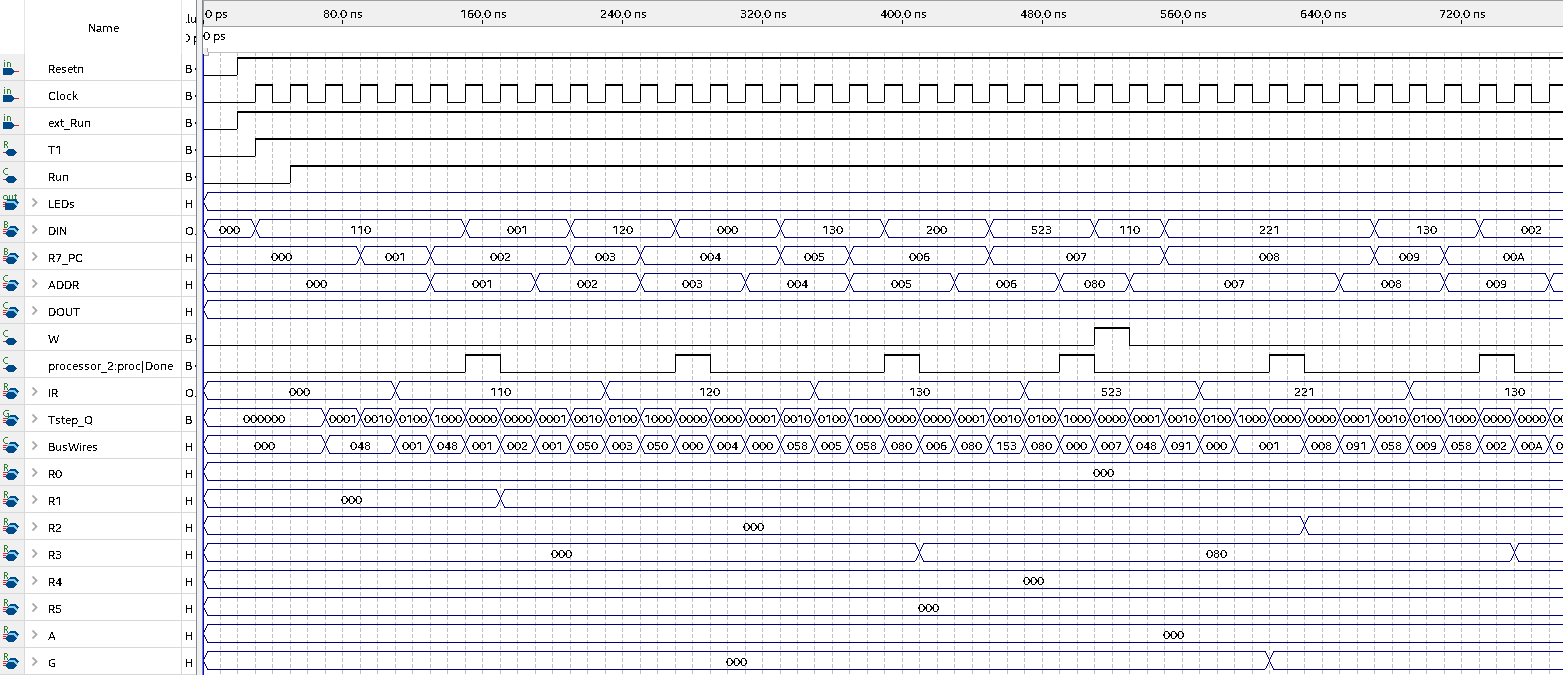 Name
lu
0 ps 80.0 ns 160.0 ns 240.0 ns 320.0 ns 400.0 ns 480.0 ns 560.0 ns 640.0 ns 720.0 ns
0 ps
in Resetn B
in Clock B
in ext_Run B
R T1 B
C Run B
out LEDs H
B DIN O 000 110 001 120 000 130 200 523 110 221 130 002
B R7_PC H 000 001 002 003 004 005 006 007 008 009 00A
C ADDR H 000 001 002 003 004 005 006 080 007 008 009
C DOUT H
C W B
C processor_2:proc|Done B
R IR O. 000 110 120 130 523 221 130
G Tstep_Q B 000000 0001 0010 0100 1000 0000 0000 0001 0010 0100 1000 0000 0000 0001 0010 0100 1000 0000 0000 0001 0010 0100 1000 0000 0001 0010 0100 1000 0000 0000 0001 0010 0100 1000 0000 0000
C BusWires H 000 048 001 048 001 002 001 050 003 050 000 004 000 058 005 058 080 006 080 153 080 000 007 048 091 000 001 008 091 058 009 058 002 00A
R R0 H 000
R R1 H 000
R R2 H 000
R R3 H 000 080
R R4 H 000
R R5 H 000
R A H 000
R G H 000